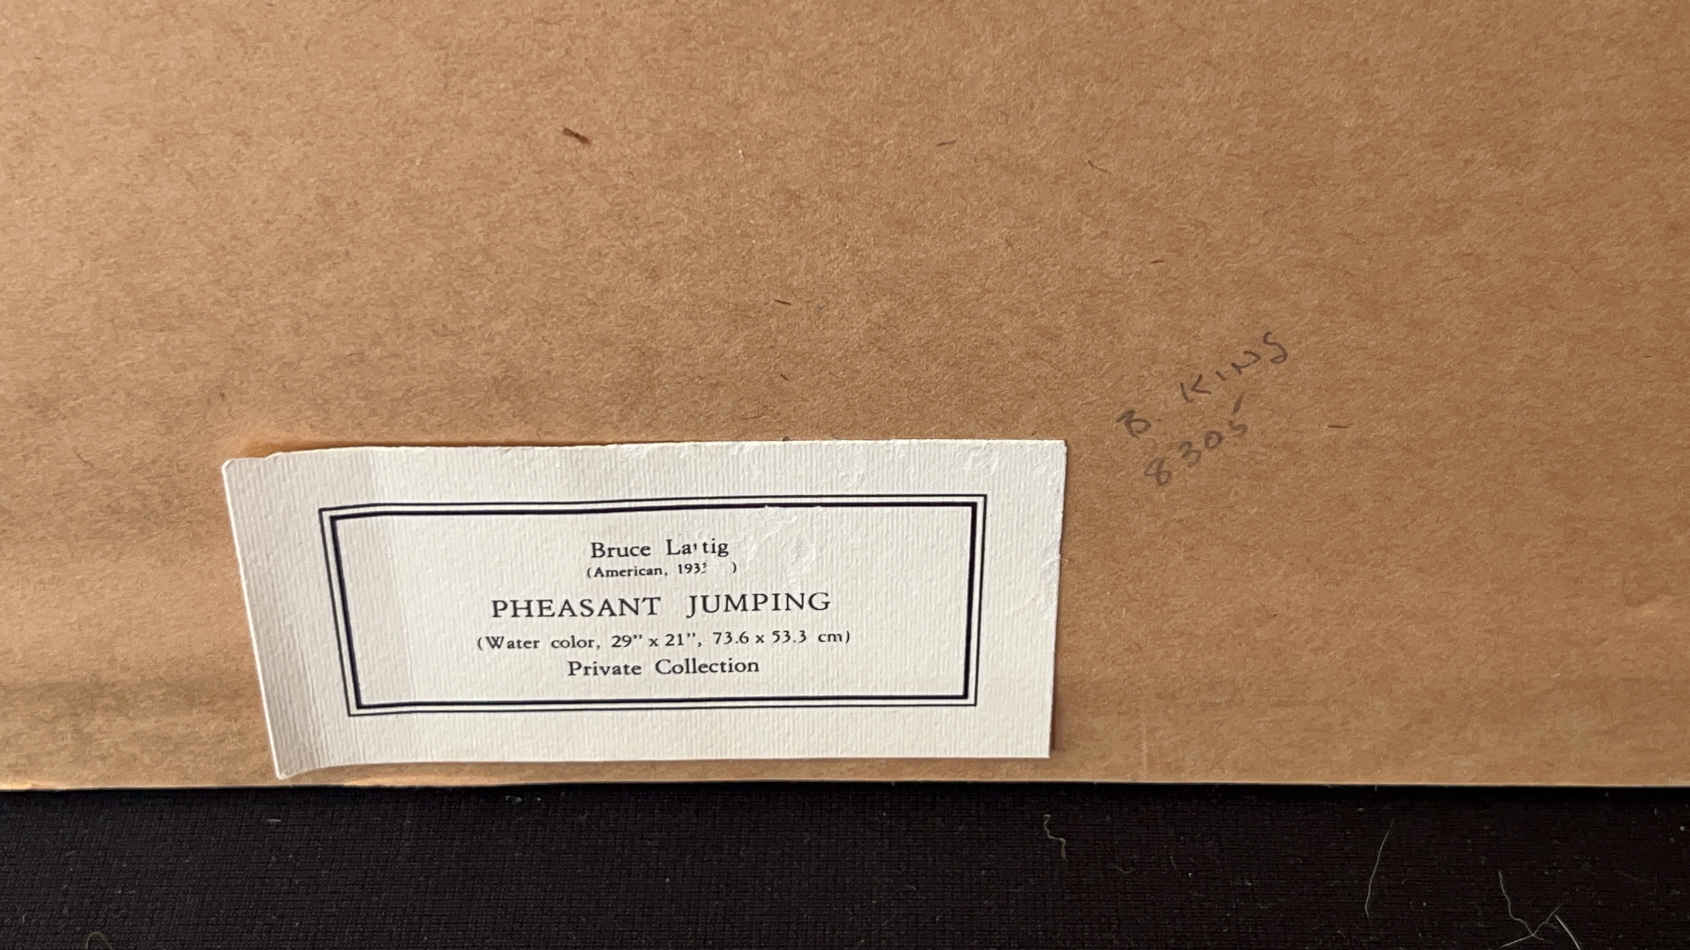 Bruce
(American,
PHEASANT JUMPING
(Water color, 29" x 21", 73.6 x 53.3 cm)
Private Collection
B. KING
8305